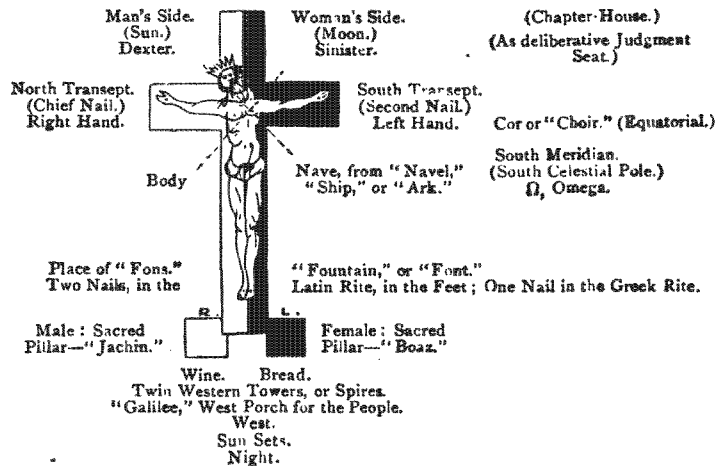 Man's Side.
(Sun.)
Dexter.
Woman's Side.
(Moon.)
Sinister.
(Chapter-House.)
(As deliberative Judgment
Seat.)
North Transept.
(Chief Nail.)
Right Hand.
South Transept.
(Second Nail.)
Left Hand.
Cor or "Choir." (Equatorial.)
Body
Nave, from "Navel,"
"Ship," or "Ark."
South Meridian.
(South Celestial Pole.)
Ω, Omega.
Place of "Fons."
Two Nails, in the
"Fountain," or "Font."
Latin Rite, in the Feet; One Nail in the Greek Rite.
R. L.
Male: Sacred
Pillar—"Jachin."
Female: Sacred
Pillar—"Boaz."
Wine. Bread.
Twin Western Towers, or Spires.
"Galilee," West Porch for the People.
West.
Sun Sets.
Night.